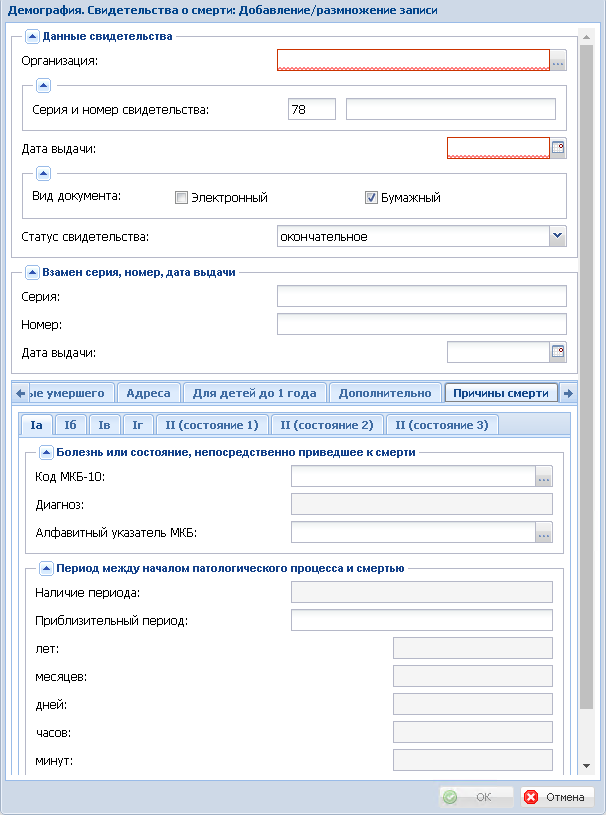 Демография. Свидетельства о смерти: Добавление/размножение записи
Данные свидетельства
Организация:
...
Серия и номер свидетельства:
78
Дата выдачи:
Вид документа:
Электронный
Бумажный
Статус свидетельства:
окончательное
Взамен серия, номер, дата выдачи
Серия:
Номер:
Дата выдачи:
ые умершего
Адреса
Для детей до 1 года
Дополнительно
Причины смерти
Iа
Iб
Iв
Iг
II (состояние 1)
II (состояние 2)
II (состояние 3)
Болезнь или состояние, непосредственно приведшее к смерти
Код МКБ-10:
...
Диагноз:
Алфавитный указатель МКБ:
...
Период между началом патологического процесса и смертью
Наличие периода:
Приблизительный период:
лет:
месяцев:
дней:
часов:
минут:
OK
Отмена